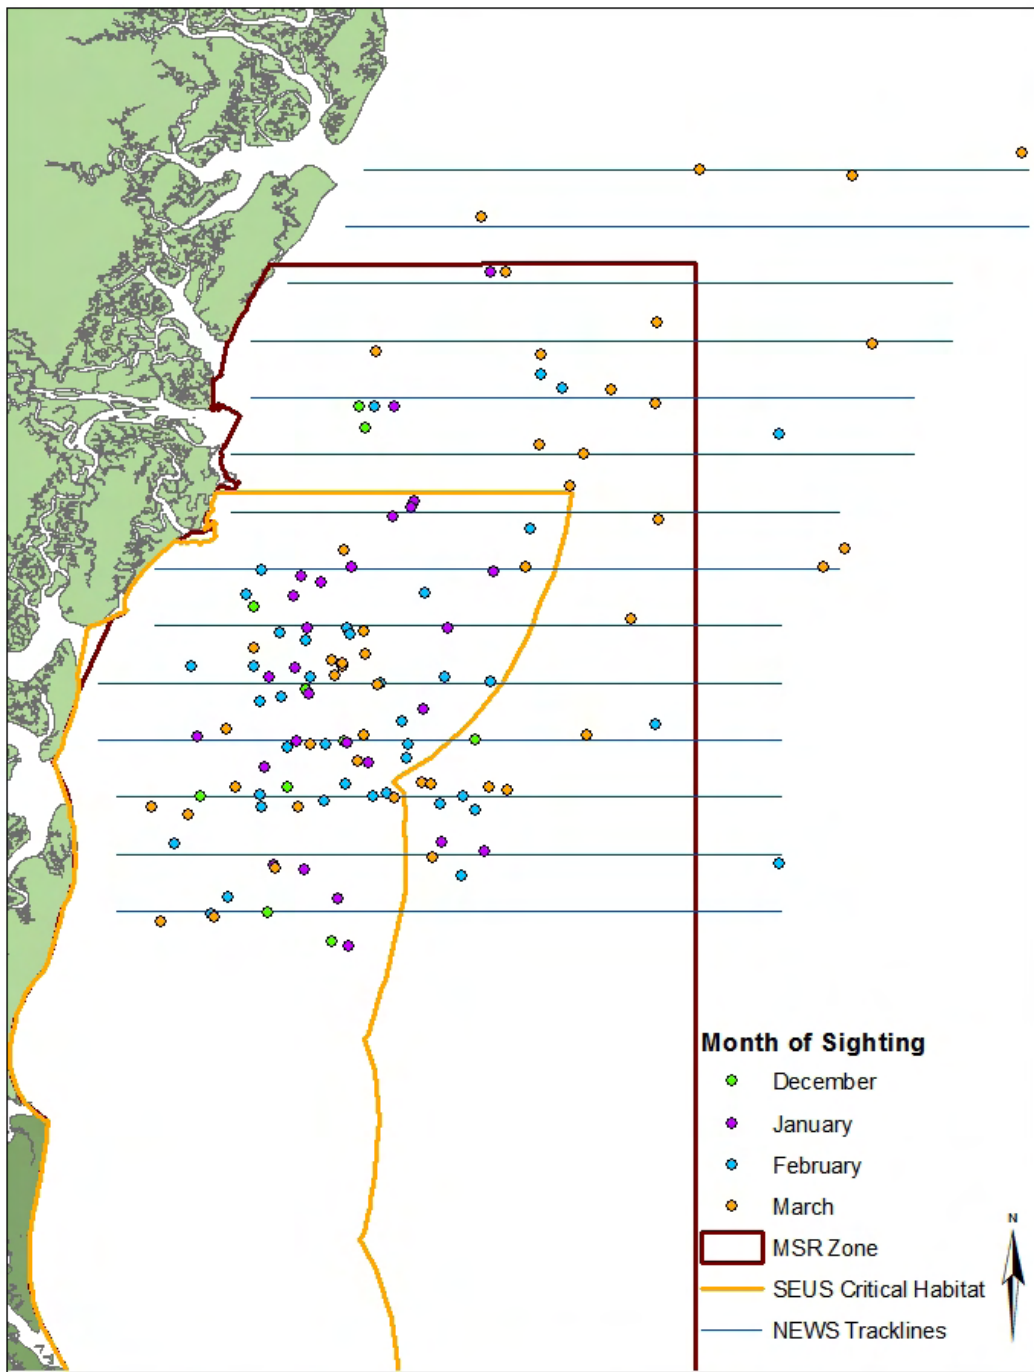 Month of Sighting
December
January
February
March
MSR Zone
SEUS Critical Habitat
NEWS Tracklines
N